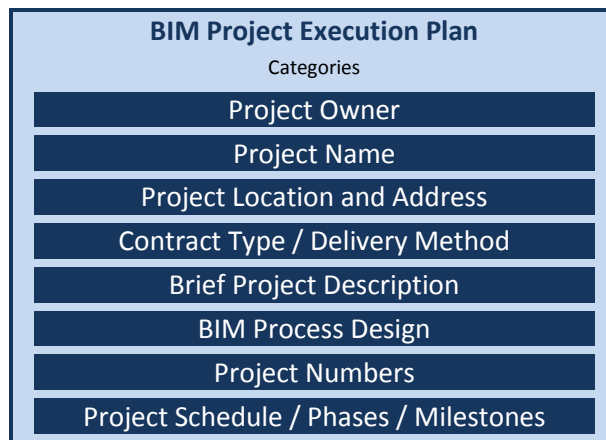 BIM Project Execution Plan
Categories
Project Owner
Project Name
Project Location and Address
Contract Type / Delivery Method
Brief Project Description
BIM Process Design
Project Numbers
Project Schedule / Phases / Milestones